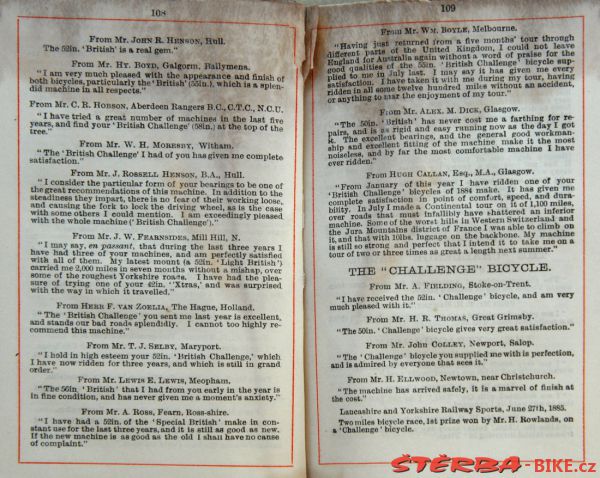 108
From Mr. JOHN R. HENSON, Hull.
The 52in. 'British' is a real gem."
From Mr. HY. BOYD, Galgorm, Ballymena.
"I am very much pleased with the appearance and finish of
both bicycles, particularly the 'British' (55in.), which is a splen-
did machine in all respects."
From Mr. C. R. HOBSON, Aberdeen Rangers B.C., C.T.C., N.C.U.
"I have tried a great number of machines in the last five
years, and find your 'British Challenge' (58in.) at the top of the
tree."
From Mr. W. H. MORESBY, Witham.
"The 'British Challenge' I had of you has given me complete
satisfaction."
From Mr. J. ROSSELL HENSON, B.A., Hull.
"I consider the particular form of your bearings to be one of
the great recommendations of this machine. In addition to the
steadiness they impart, there is no fear of their working loose,
and causing the fork to lock the driving wheel, as is the case
with some others I could mention. I am exceedingly pleased
with the whole machine ('British Challenge')."
From Mr. J. W. FEARNSIDES, Mill Hill, N.
"I may say, en passant, that during the last three years I
have had three of your machines, and am perfectly satisfied
with all of them. My latest mount (a 52in. 'Light British')
carried me 2,000 miles in seven months without a mishap, over
some of the roughest Yorkshire roads. I have had the plea-
sure of trying one of your 42in. 'Xtras,' and was surprised
with the way in which it travelled."
From HERR F. VAN ZOELIA, The Hague, Holland.
"The 'British Challenge' you sent me last year is excellent,
and stands our bad roads splendidly. I cannot too highly re-
commend this machine."
From Mr. T. J. SELBY, Maryport.
"I hold in high esteem your 52in. 'British Challenge,' which
I have now ridden for three years, and which is still in grand
order."
From Mr. LEWIS E. LEWIS, Meopham.
"The 56in. 'British' that I had from you early in the year is
in fine condition, and has never given me a moment's anxiety."
From Mr. A. ROSS, Fearn, Ross-shire.
"I have had a 52in. of the 'Special British' make in con-
stant use for the last three years, and it is still as good as new.
If the new machine is as good as the old I shall have no cause
of complaint."
109
From Mr. WM. BOYLE, Melbourne.
"Having just returned from a five months' tour through
different parts of the United Kingdom, I could not leave
England for Australia again without a word of praise for the
good qualities of the 55in. 'British Challenge' bicycle sup-
plied to me in July last. I may say it has given me every
satisfaction. I have taken it with me during my tour, having
ridden in all some twelve hundred miles without an accident,
or anything to mar the enjoyment of my tour."
From Mr. ALEX. M. DICK, Glasgow.
"The 50in. 'British' has never cost me a farthing for re-
pairs, and is as rigid and easy running now as the day I got
it. The excellent bearings, and the general good workman-
ship and excellent fitting of the machine make it the most
noiseless, and by far the most comfortable machine I have
ever ridden."
From HUGH CALLAN, Esq., M.A., Glasgow.
"From January of this year I have ridden one of your
'British Challenge' bicycles of 1884 make. It has given me
complete satisfaction in point of comfort, speed, and dura-
bility. In July I made a Continental tour on it of 1,100 miles,
over roads that must infallibly have shattered an inferior
machine. Some of the worst hills in Western Switzerland and
the Jura Mountains district of France I was able to climb on
it, and that with 10lbs. luggage on the backbone. My machine
is still so strong and perfect that I intend it to take me on a
tour of two or three times as great a length next summer."
THE "CHALLENGE" BICYCLE.
From Mr. A. FIELDING, Stoke-on-Trent.
"I have received the 52in. 'Challenge' bicycle, and am very
much pleased with it."
From Mr. H. R. THOMAS, Great Grimsby.
"The 50in. 'Challenge' bicycle gives very great satisfaction."
From Mr. John COLLEY, Newport, Salop.
"The 'Challenge' bicycle you supplied me with is perfection,
and is admired by everyone that sees it."
From Mr. H. ELLWOOD, Newtown, near Christchurch.
"The machine has arrived safely, it is a marvel of finish at
the cost."
Lancashire and Yorkshire Railway Sports, June 27th, 1885.
Two miles bicycle race, 1st prize won by Mr. H. Rowlands, on
a 'Challenge' bicycle.
ŠTĚRBA-BIKE.cz